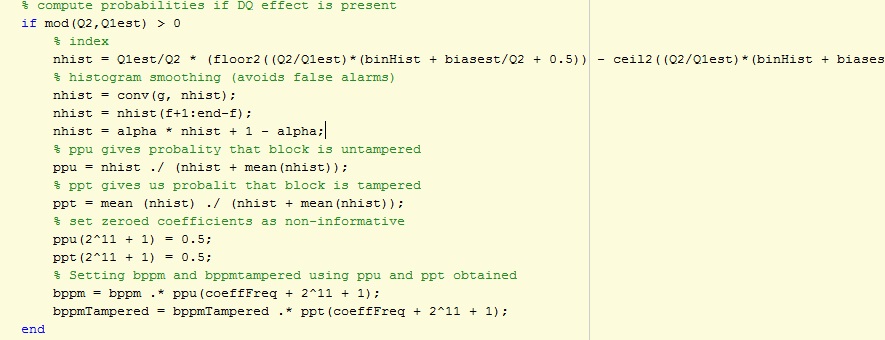 % compute probabilities if DQ effect is present
if mod(Q2,Q1est) > 0
% index
nhist = Q1est/Q2 * (floor2((Q2/Q1est)*(binHist + biasest/Q2 + 0.5)) - ceil2((Q2/Q1est)*(binHist + biases
% histogram smoothing (avoids false alarms)
nhist = conv(g, nhist);
nhist = nhist(f+1:end-f);
nhist = alpha * nhist + 1 - alpha;
% ppu gives probality that block is untampered
ppu = nhist ./ (nhist + mean(nhist));
% ppt gives us probalit that block is tampered
ppt = mean (nhist) ./ (nhist + mean(nhist));
% set zeroed coefficients as non-informative
ppu(2^11 + 1) = 0.5;
ppt(2^11 + 1) = 0.5;
% Setting bppm and bppmtampered using ppu and ppt obtained
bppm = bppm .* ppu(coeffFreq + 2^11 + 1);
bppmTampered = bppmTampered .* ppt(coeffFreq + 2^11 + 1);
end